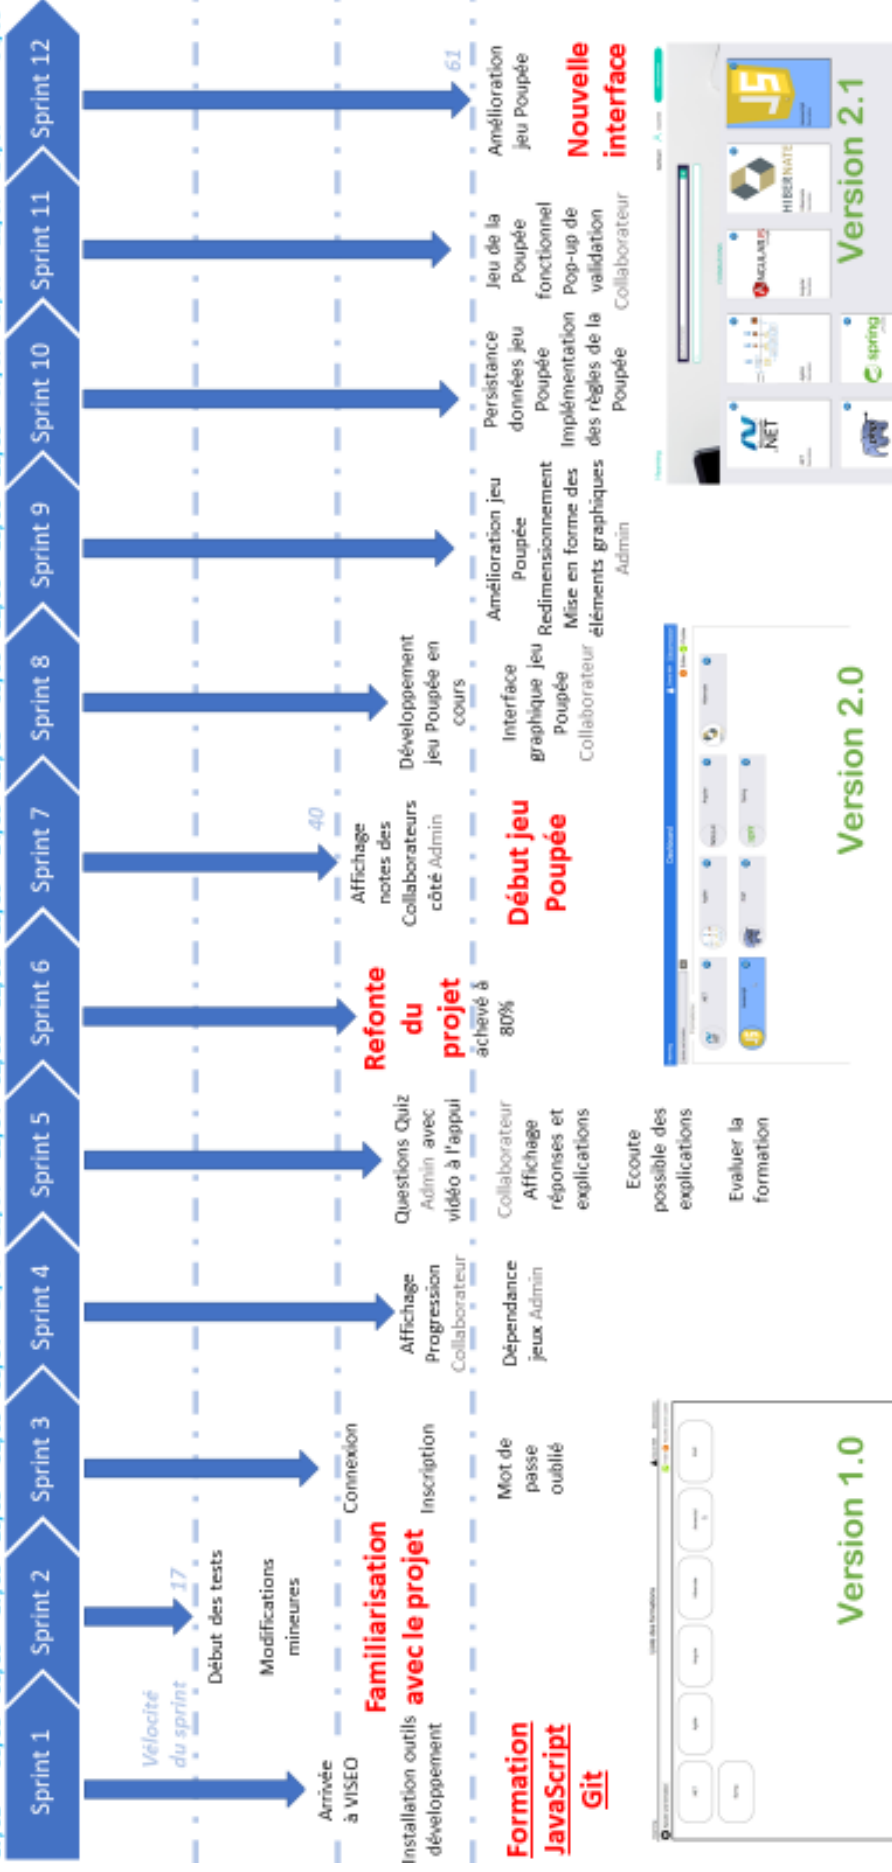 Sprint 1
Sprint 2
Sprint 3
Sprint 4
Sprint 5
Sprint 6
Sprint 7
Sprint 8
Sprint 9
Sprint 10
Sprint 11
Sprint 12
Vélocité
du sprint
17
40
61
Arrivée
à VISEO
Installation outils
développement
Formation
JavaScript
Git
Début des tests
Modifications
mineures
Familiarisation
avec le projet
Connexion
Inscription
Mot de
passe
oublié
Affichage
Progression
Collaborateur
Dépendance
jeux Admin
Questions Quiz
Admin avec
vidéo à l'appui
Collaborateur
Affichage
réponses et
explications
Ecoute
possible des
explications
Evaluer la
formation
Refonte
du
projet
achevé à
80%
Affichage
notes des
Collaborateurs
côté Admin
Début jeu
Poupée
Développement
jeu Poupée en
cours
Interface
graphique jeu
Poupée
Collaborateur
Amélioration jeu
Poupée
Redimensionnement
Mise en forme des
éléments graphiques
Admin
Persistance
données jeu
Poupée
Implémentation
des règles de la
Poupée
Jeu de la
Poupée
fonctionnel
Pop-up de
validation
Collaborateur
Amélioration
jeu Poupée
Nouvelle
interface
Version 1.0
Dashboard
JS
Version 2.0
.NET
ANGULARJS
HIBERNATE
JS
spring
Version 2.1